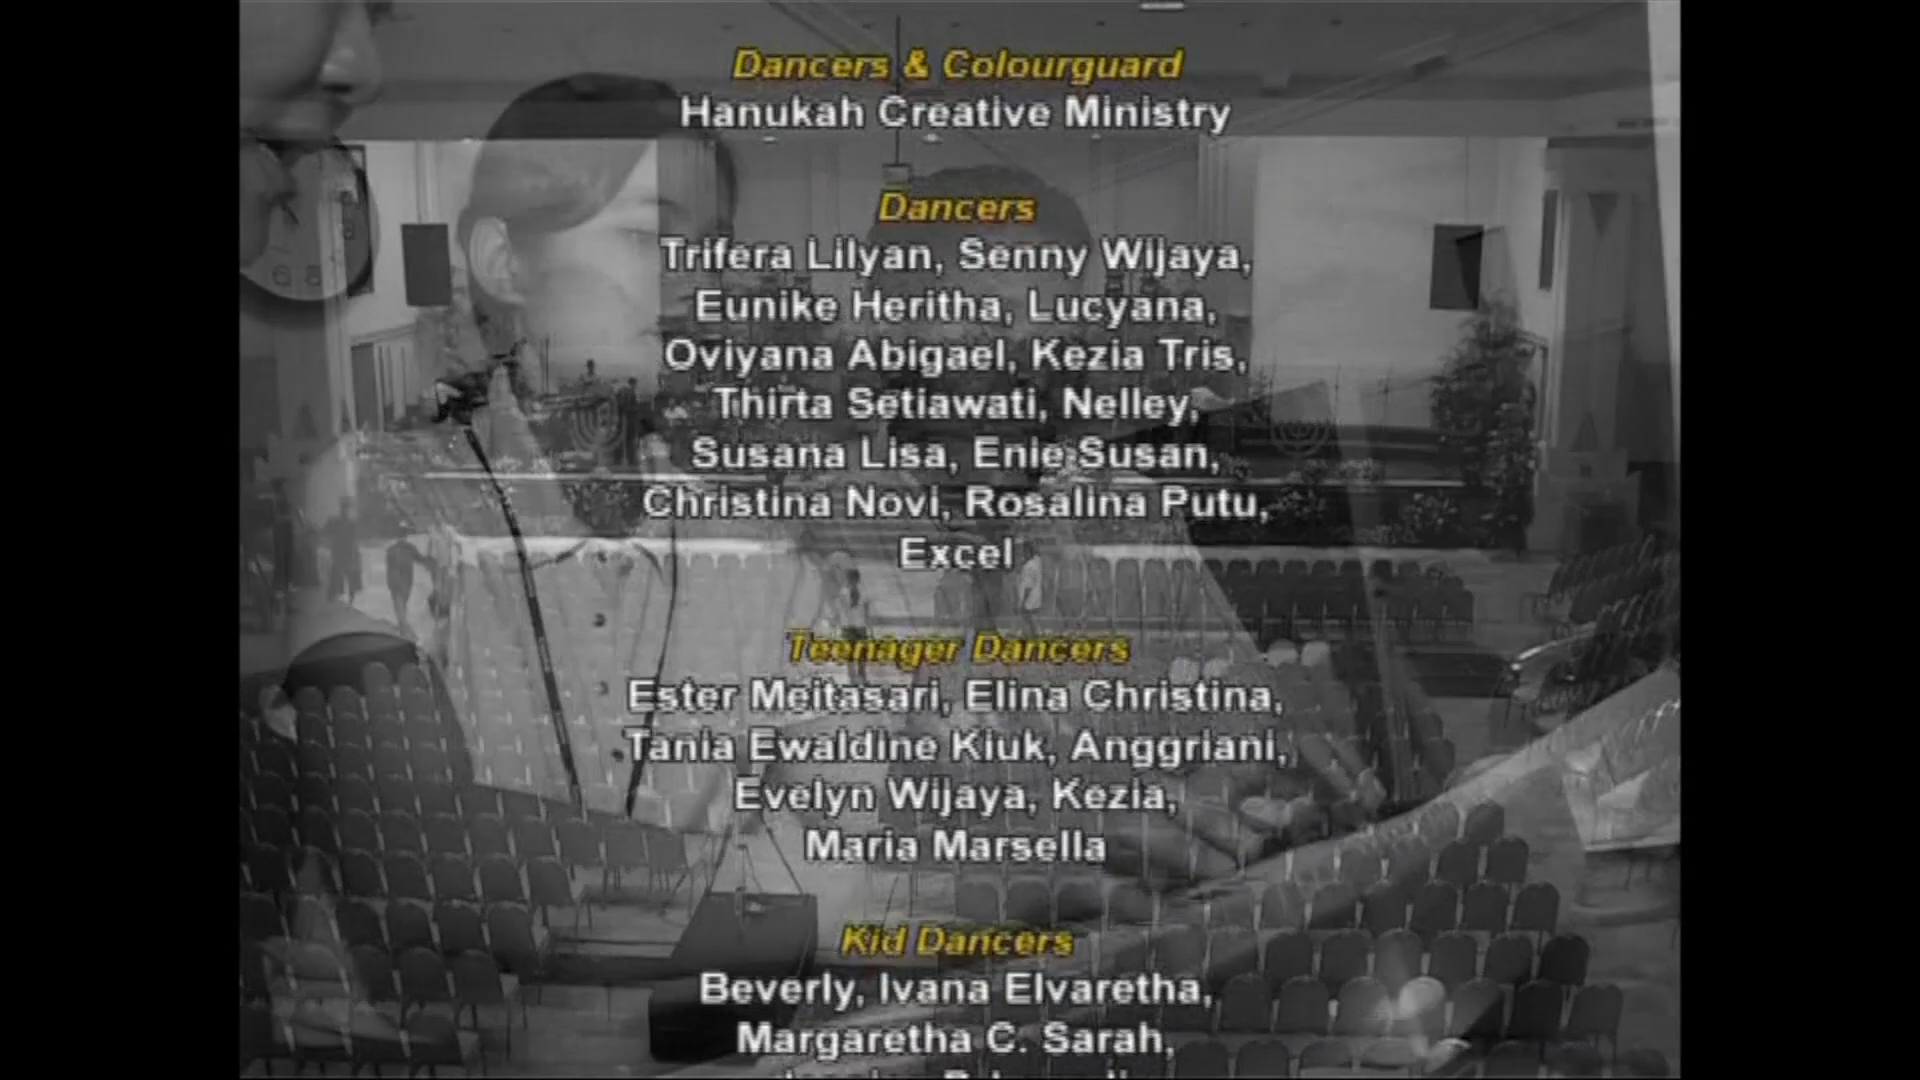 Dancers & Colourguard
Hanukah Creative Ministry
Dancers
Trifera Lilyan, Senny Wijaya,
Eunike Heritha, Lucyana,
Oviyana Abigael, Kezia Tris,
Thirta Setiawati, Nelley,
Susana Lisa, Enie Susan,
Christina Novi, Rosalina Putu,
Excel
Teenager Dancers
Ester Meitasari, Elina Christina,
Tania Ewaldine Kiuk, Anggriani,
Evelyn Wijaya, Kezia,
Maria Marsella
Kid Dancers
Beverly, Ivana Elvaretha,
Margaretha C. Sarah,